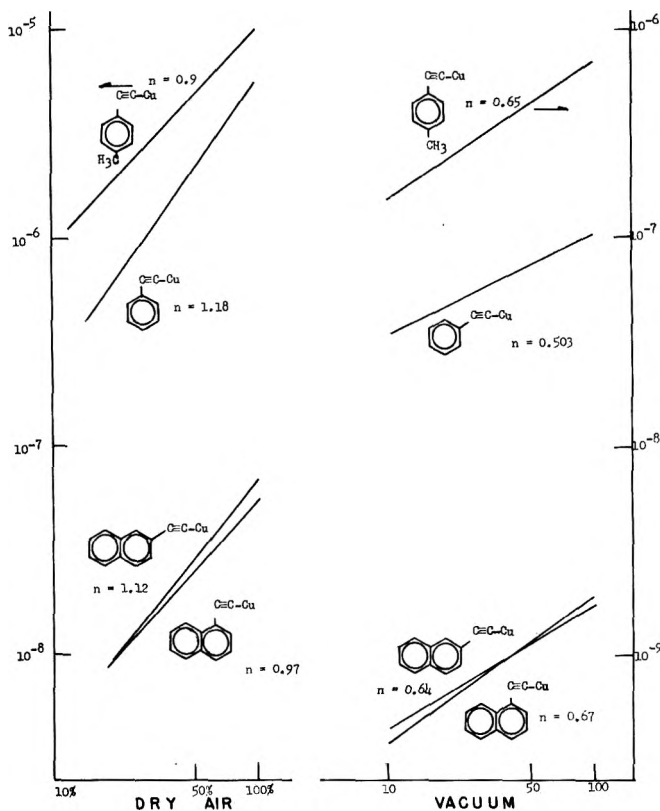 10⁻⁵
n = 0.9
C≡C–Cu
H₃C
10⁻⁶
C≡C–Cu
n = 1.18
10⁻⁷
C≡C–Cu
n = 1.12
C≡C–Cu
n = 0.97
10⁻⁸
10% 50% 100%
DRY AIR
10⁻⁶
C≡C–Cu
n = 0.65
CH3
10⁻⁷
C≡C–Cu
n = 0.503
10⁻⁸
C≡C–Cu
n = 0.64
C≡C–Cu
n = 0.67
10⁻⁹
10 50 100
VACUUM